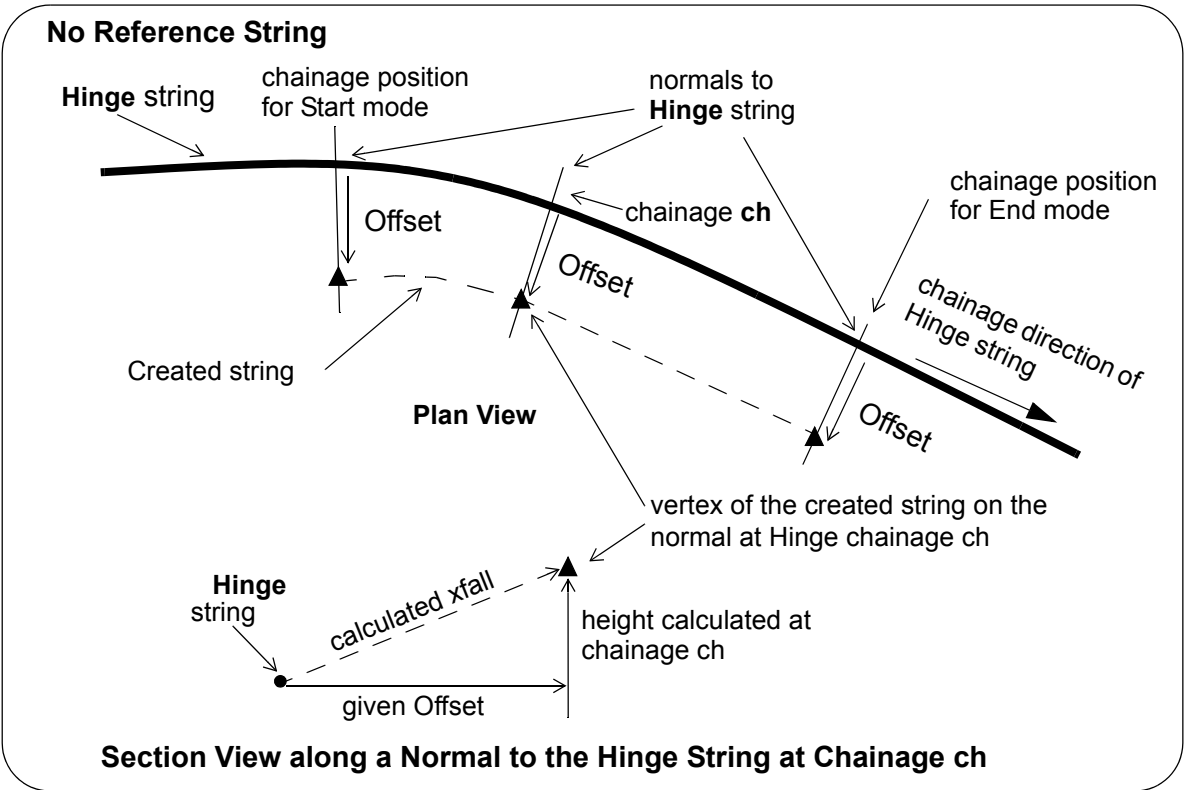 No Reference String
Hinge string
chainage position
for Start mode
normals to
Hinge string
chainage position
for End mode
chainage ch
Offset
Offset
chainage direction of
Hinge string
Created string
Plan View
Offset
vertex of the created string on the
normal at Hinge chainage ch
Hinge
string
calculated xfall
height calculated at
chainage ch
given Offset
Section View along a Normal to the Hinge String at Chainage ch